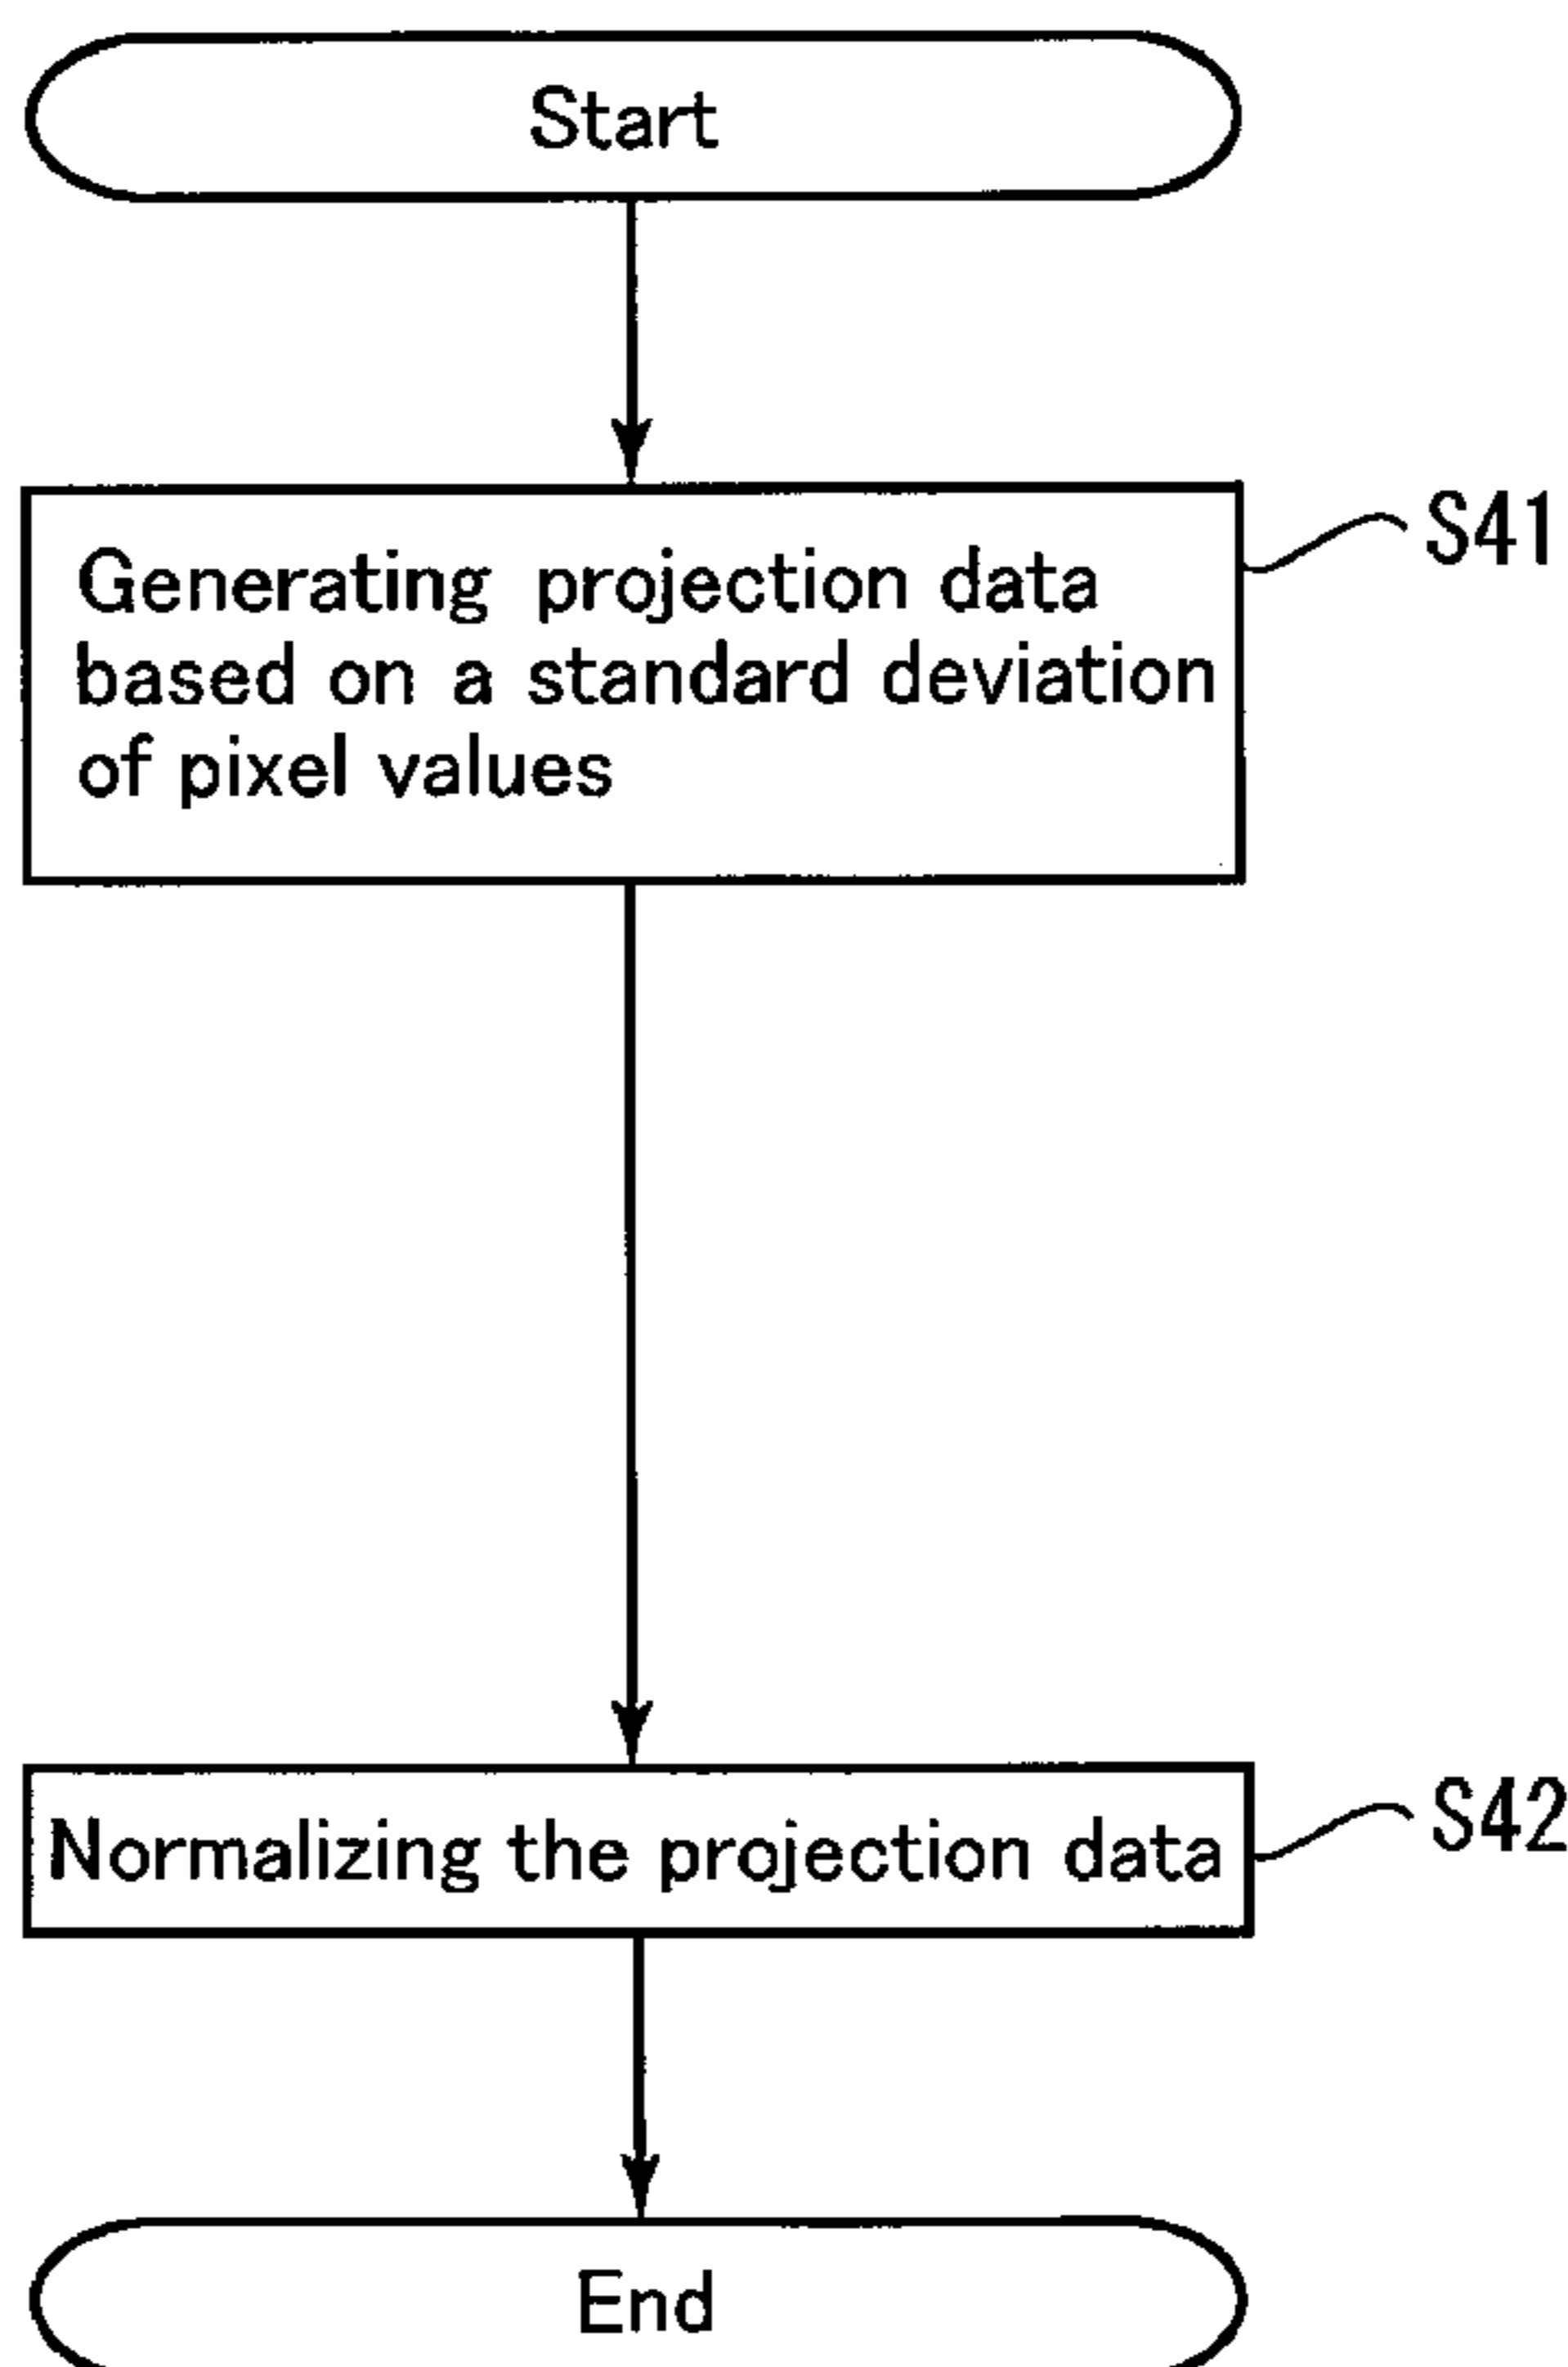 Start
S41
Generating projection data
based on a standard deviation
of pixel values
S42
Normalizing the projection data
End